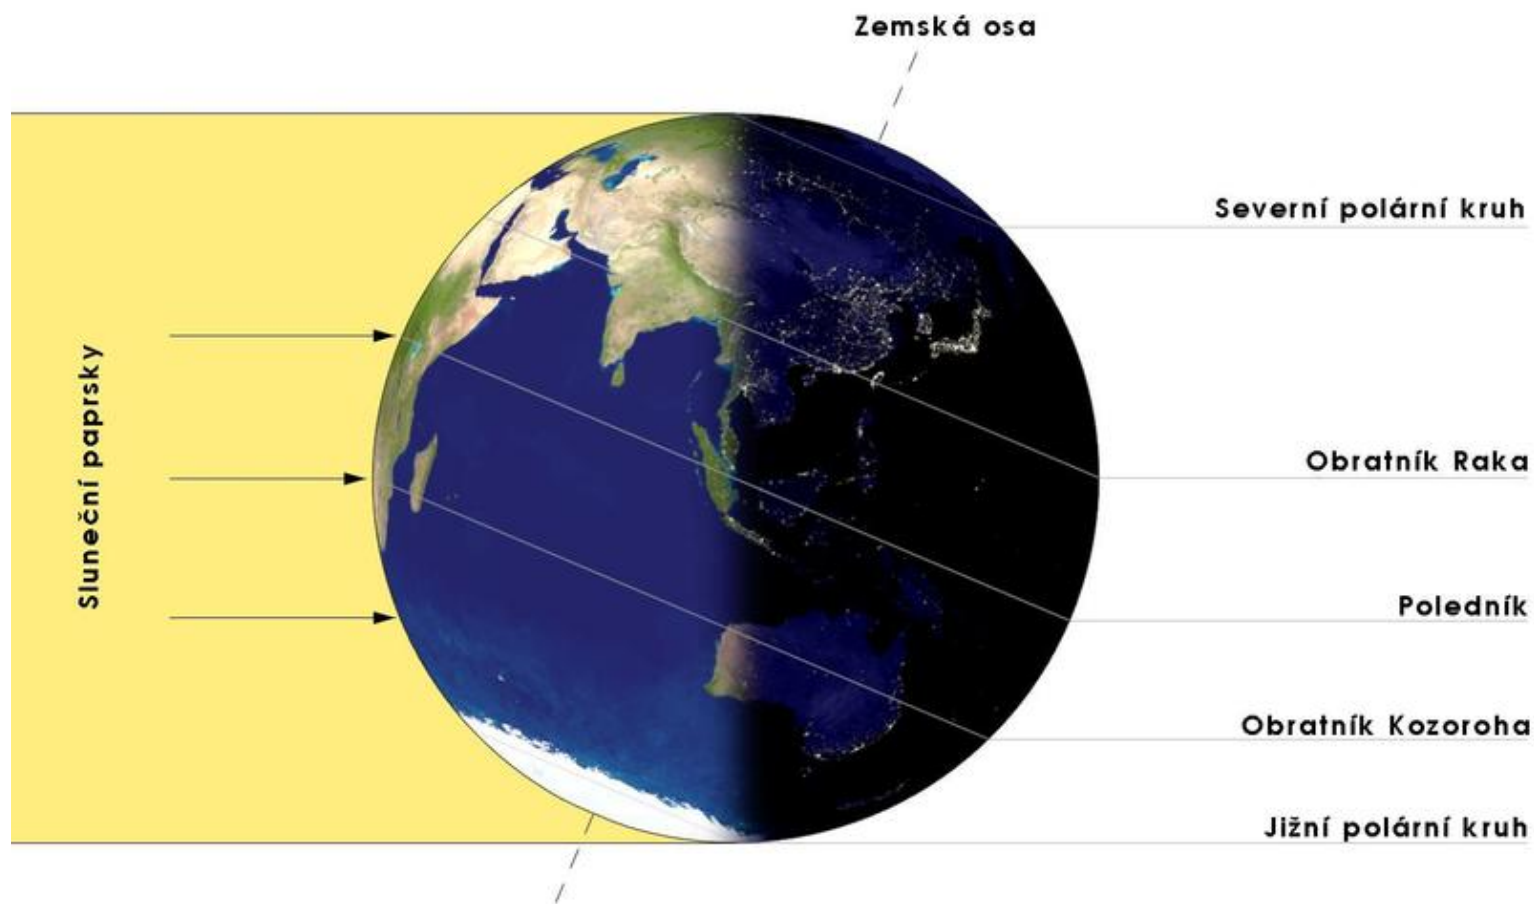 Zemská osa
Severní polární kruh
Sluneční paprsky
Obratník Raka
Poledník
Obratník Kozoroha
Jižní polární kruh